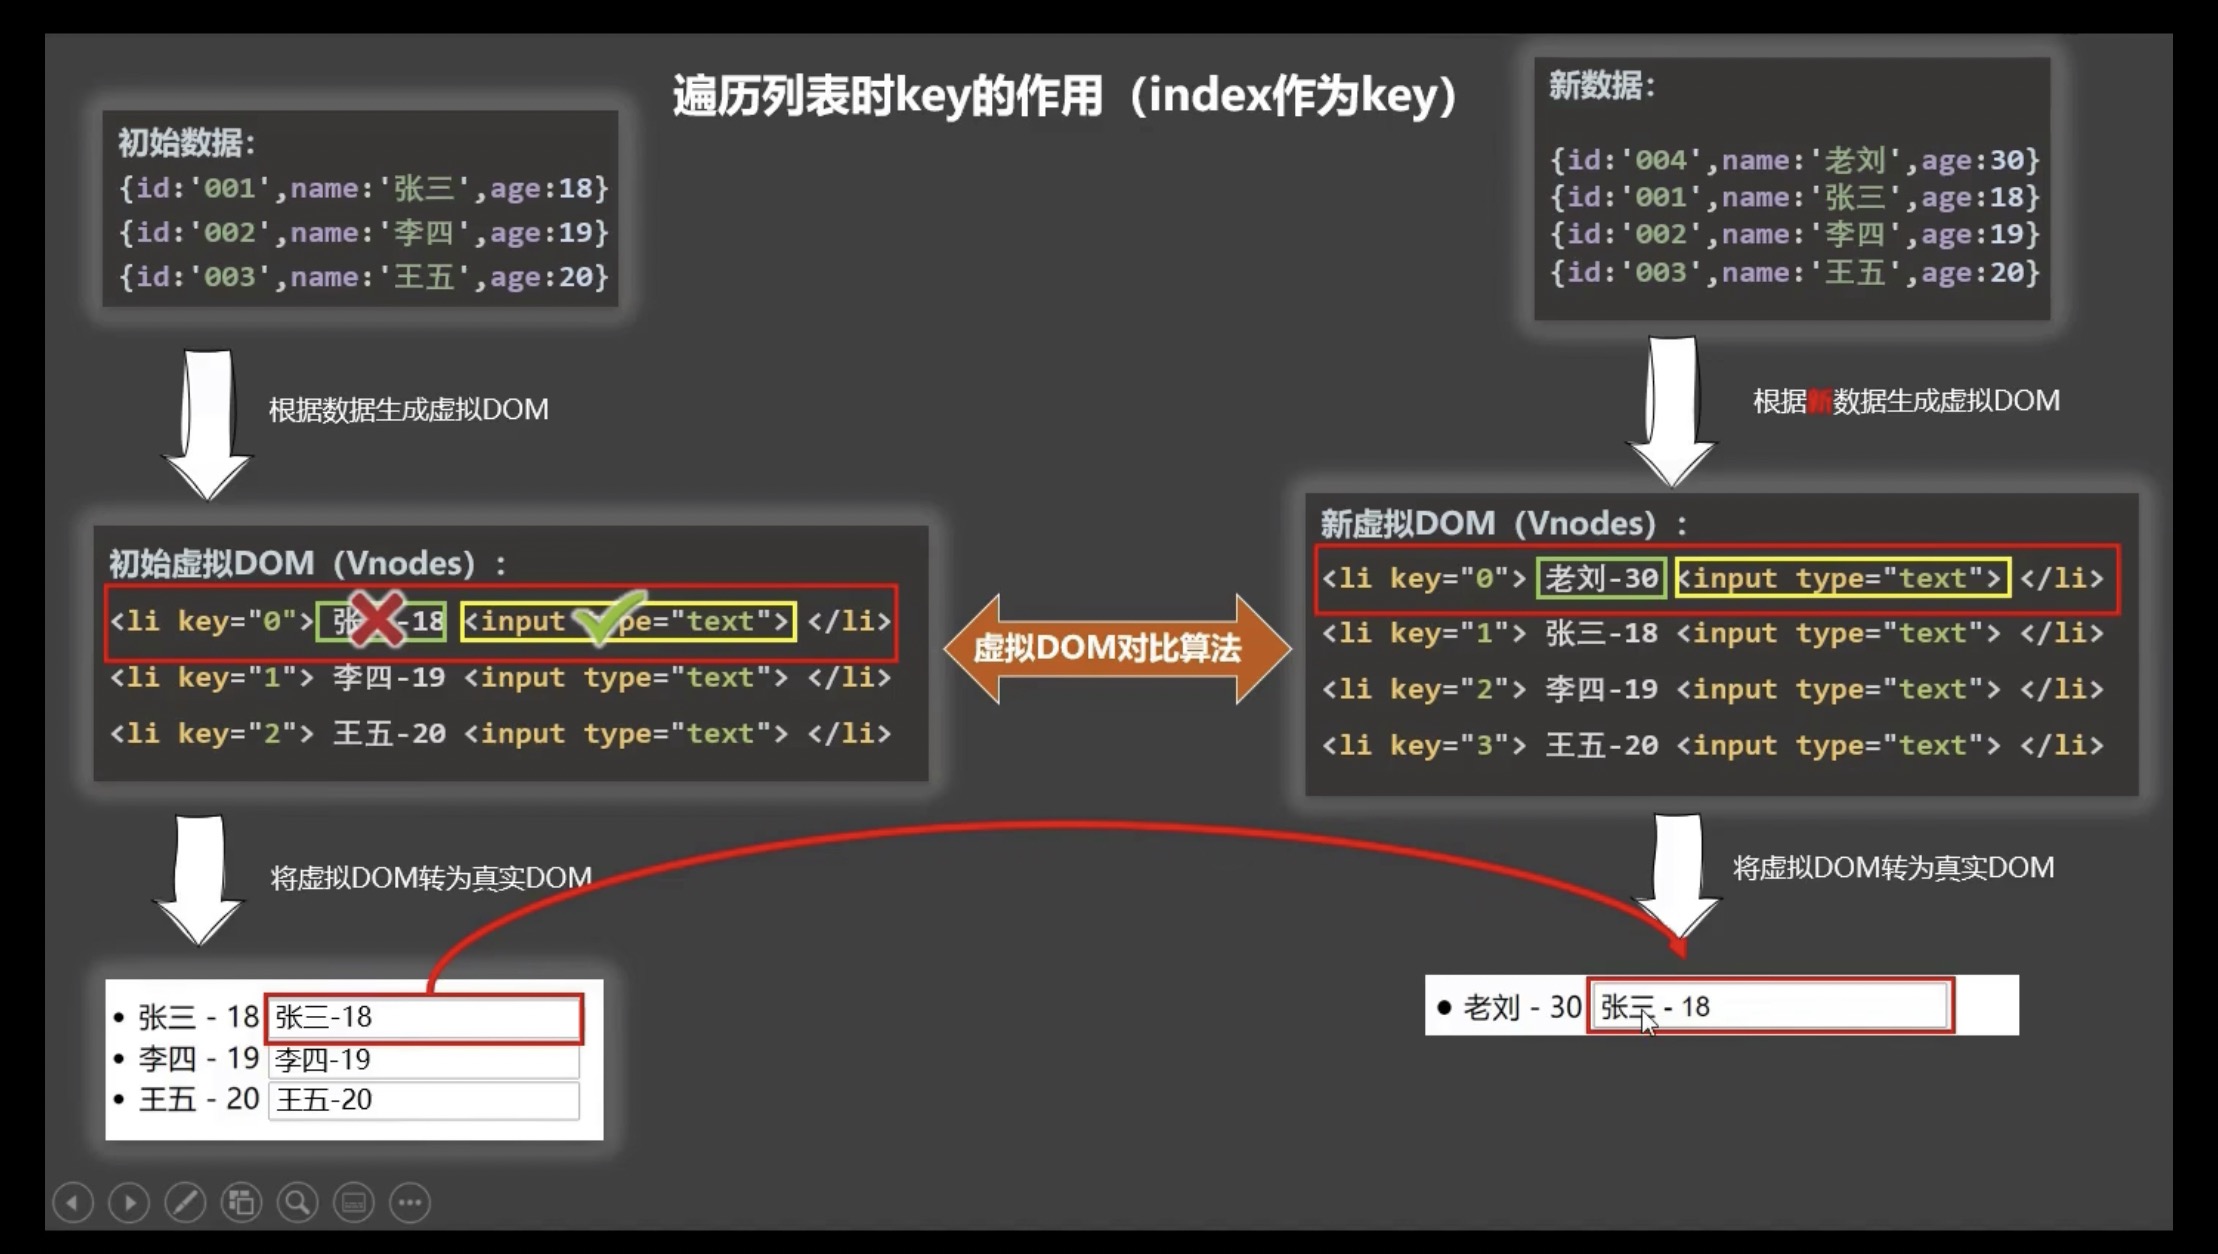 遍历列表时key的作用（index作为key）
初始数据：
{id:'001',name:'张三',age:18}
{id:'002',name:'李四',age:19}
{id:'003',name:'王五',age:20}
新数据：
{id:'004',name:'老刘',age:30}
{id:'001',name:'张三',age:18}
{id:'002',name:'李四',age:19}
{id:'003',name:'王五',age:20}
根据数据生成虚拟DOM
根据新数据生成虚拟DOM
初始虚拟DOM（Vnodes）：
<li key="0"> 张 -18 <input pe="text"> </li>
<li key="1"> 李四-19 <input type="text"> </li>
<li key="2"> 王五-20 <input type="text"> </li>
虚拟DOM对比算法
新虚拟DOM（Vnodes）：
<li key="0"> 老刘-30 <input type="text"> </li>
<li key="1"> 张三-18 <input type="text"> </li>
<li key="2"> 李四-19 <input type="text"> </li>
<li key="3"> 王五-20 <input type="text"> </li>
将虚拟DOM转为真实DOM
将虚拟DOM转为真实DOM
• 张三 - 18 张三-18
• 李四 - 19 李四-19
• 王五 - 20 王五-20
• 老刘 - 30 张三 - 18